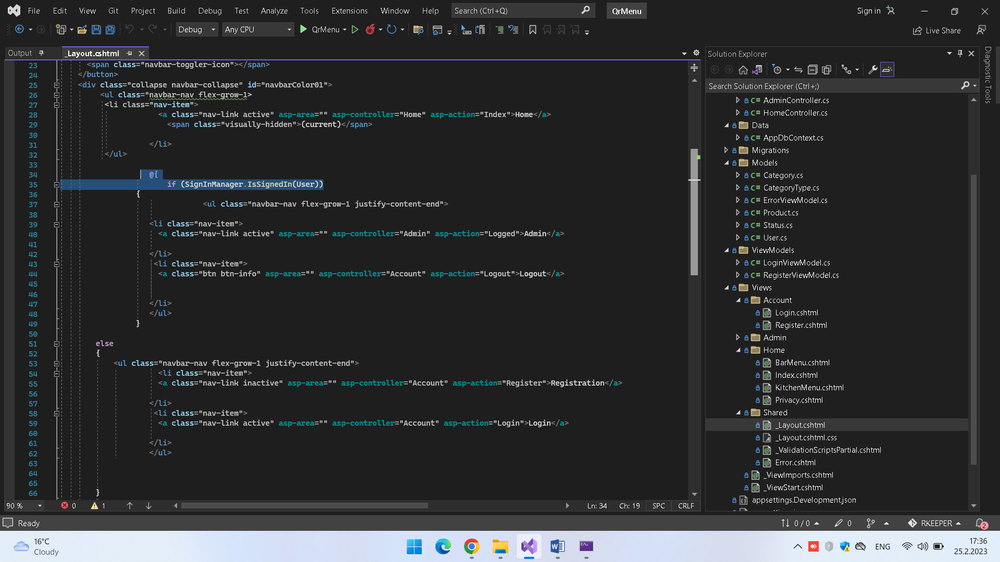 File Edit View Git Project Build Debug Test Analyze Tools Extensions Window Help Search (Ctrl+Q) QrMenu Sign in
Debug Any CPU QrMenu Live Share
Output _Layout.cshtml
23 <span class="navbar-toggler-icon"></span>
24 </button>
25 <div class="collapse navbar-collapse" id="navbarColor01">
26 <ul class="navbar-nav flex-grow-1>
27 <li class="nav-item">
28 <a class="nav-link active" asp-area="" asp-controller="Home" asp-action="Index">Home</a>
29 <span class="visually-hidden">(current)</span>
30
31 </li>
32 </ul>
33
34 @{
35 if (SignInManager.IsSignedIn(User))
36 {
37 <ul class="navbar-nav flex-grow-1 justify-content-end">
38
39 <li class="nav-item">
40 <a class="nav-link active" asp-area="" asp-controller="Admin" asp-action="Logged">Admin</a>
41
42 </li>
43 <li class="nav-item">
44 <a class="btn btn-info" asp-area="" asp-controller="Account" asp-action="Logout">Logout</a>
45
46
47 </li>
48 </ul>
49 }
50
51 else
52 {
53 <ul class="navbar-nav flex-grow-1 justify-content-end">
54 <li class="nav-item">
55 <a class="nav-link inactive" asp-area="" asp-controller="Account" asp-action="Register">Registration</a>
56
57 </li>
58 <li class="nav-item">
59 <a class="nav-link active" asp-area="" asp-controller="Account" asp-action="Login">Login</a>
60
61 </li>
62 </ul>
63
64
65
66 }
90 % 0 1 Ln: 34 Ch: 19 SPC CRLF
Solution Explorer
Search Solution Explorer (Ctrl+;)
C# AdminController.cs
C# HomeController.cs
Data
C# AppDbContext.cs
Migrations
Models
C# Category.cs
C# CategoryType.cs
C# ErrorViewModel.cs
C# Product.cs
C# Status.cs
C# User.cs
ViewModels
C# LoginViewModel.cs
C# RegisterViewModel.cs
Views
Account
Login.cshtml
Register.cshtml
Admin
Home
BarMenu.cshtml
Index.cshtml
KitchenMenu.cshtml
Privacy.cshtml
Shared
_Layout.cshtml
_Layout.cshtml.css
_ValidationScriptsPartial.cshtml
Error.cshtml
_ViewImports.cshtml
_ViewStart.cshtml
appsettings.Development.json
Diagnostic Tools
Ready 0 / 0 0 RKEEPER 2
16°C
Cloudy
ENG
17:36
25.2.2023